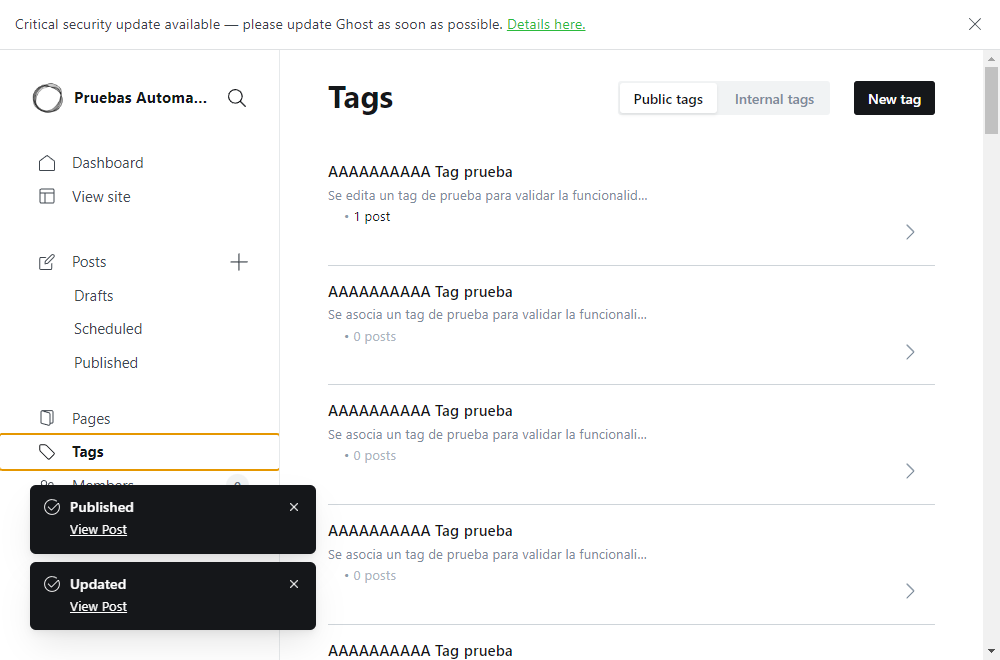 Critical security update available — please update Ghost as soon as possible. Details here.
Pruebas Automa...
Dashboard
View site
Posts
Drafts
Scheduled
Published
Pages
Tags
Members
Published
View Post
Updated
View Post
Tags
Public tags
Internal tags
New tag
AAAAAAAAAA Tag prueba
Se edita un tag de prueba para validar la funcionalid...
• 1 post
AAAAAAAAAA Tag prueba
Se asocia un tag de prueba para validar la funcionali...
• 0 posts
AAAAAAAAAA Tag prueba
Se asocia un tag de prueba para validar la funcionali...
• 0 posts
AAAAAAAAAA Tag prueba
Se asocia un tag de prueba para validar la funcionali...
• 0 posts
AAAAAAAAAA Tag prueba